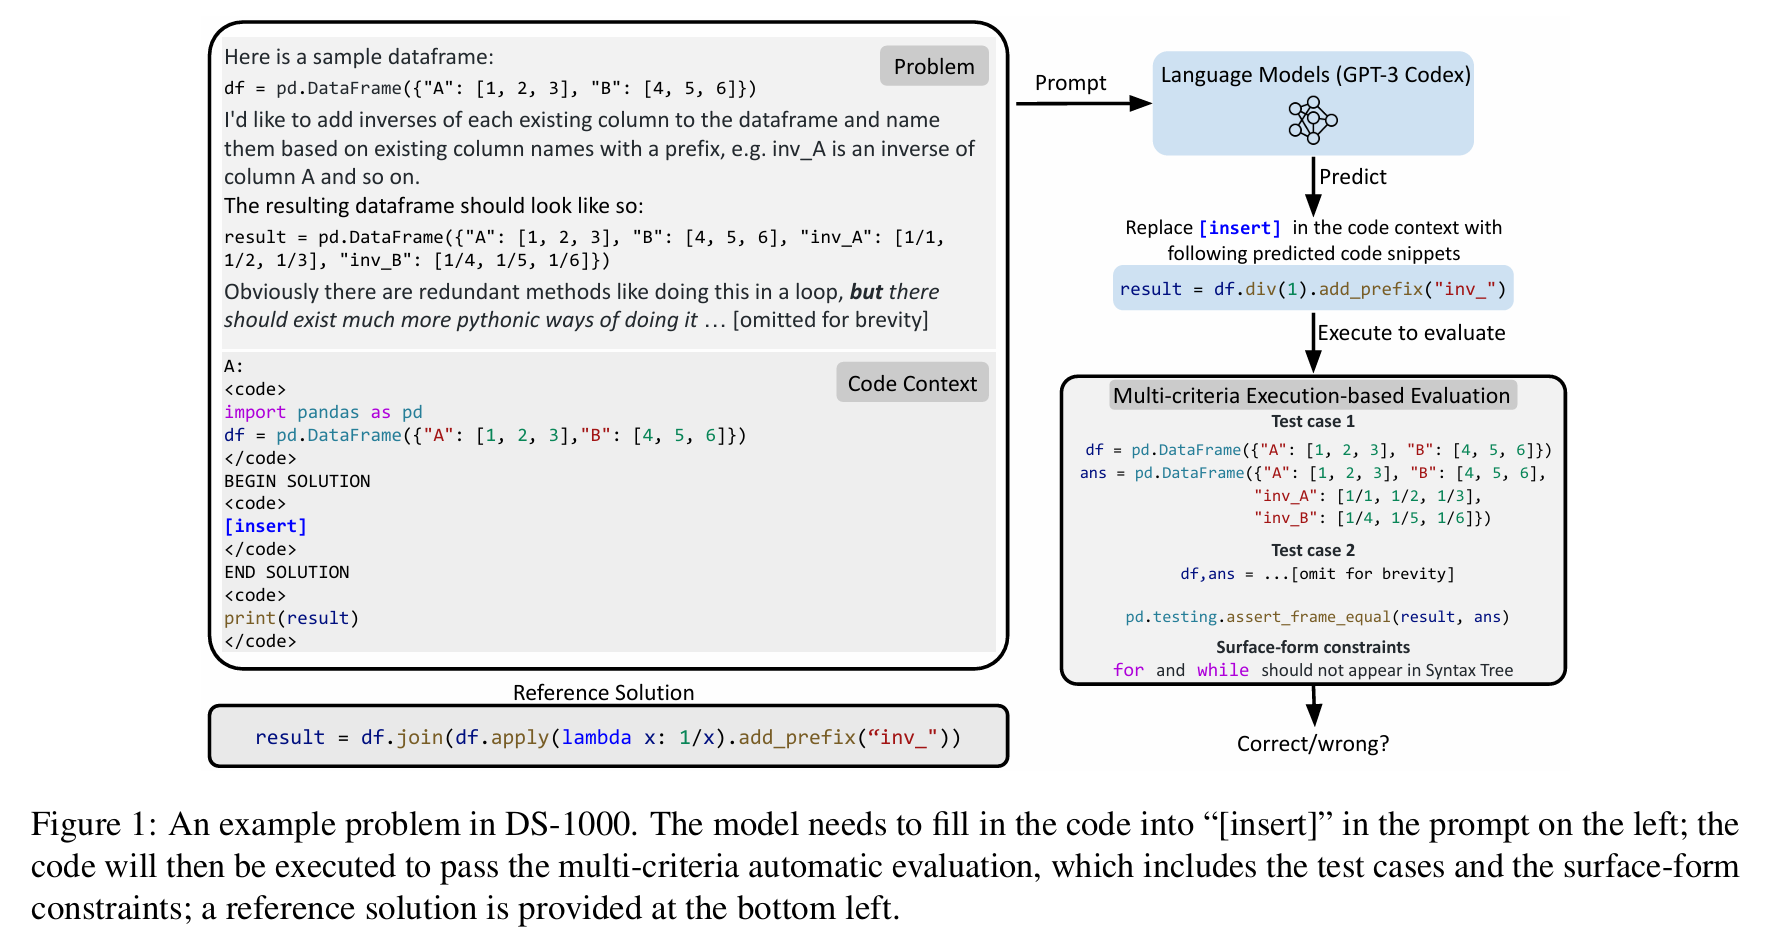 Here is a sample dataframe:
Problem
df = pd.DataFrame({"A": [1, 2, 3], "B": [4, 5, 6]})
I'd like to add inverses of each existing column to the dataframe and name
them based on existing column names with a prefix, e.g. inv_A is an inverse of
column A and so on.
The resulting dataframe should look like so:
result = pd.DataFrame({"A": [1, 2, 3], "B": [4, 5, 6], "inv_A": [1/1,
1/2, 1/3], "inv_B": [1/4, 1/5, 1/6]})
Obviously there are redundant methods like doing this in a loop, but there
should exist much more pythonic ways of doing it … [omitted for brevity]
A:
Code Context
<code>
import pandas as pd
df = pd.DataFrame({"A": [1, 2, 3],"B": [4, 5, 6]})
</code>
BEGIN SOLUTION
<code>
[insert]
</code>
END SOLUTION
<code>
print(result)
</code>
Reference Solution
result = df.join(df.apply(lambda x: 1/x).add_prefix(“inv_"))
Prompt
Language Models (GPT-3 Codex)
Predict
Replace [insert] in the code context with
following predicted code snippets
result = df.div(1).add_prefix("inv_")
Execute to evaluate
Multi-criteria Execution-based Evaluation
Test case 1
df = pd.DataFrame({"A": [1, 2, 3], "B": [4, 5, 6]})
ans = pd.DataFrame({"A": [1, 2, 3], "B": [4, 5, 6],
"inv_A": [1/1, 1/2, 1/3],
"inv_B": [1/4, 1/5, 1/6]})
Test case 2
df,ans = ...[omit for brevity]
pd.testing.assert_frame_equal(result, ans)
Surface-form constraints
for and while should not appear in Syntax Tree
Correct/wrong?
Figure 1: An example problem in DS-1000. The model needs to fill in the code into “[insert]” in the prompt on the left; the
code will then be executed to pass the multi-criteria automatic evaluation, which includes the test cases and the surface-form
constraints; a reference solution is provided at the bottom left.